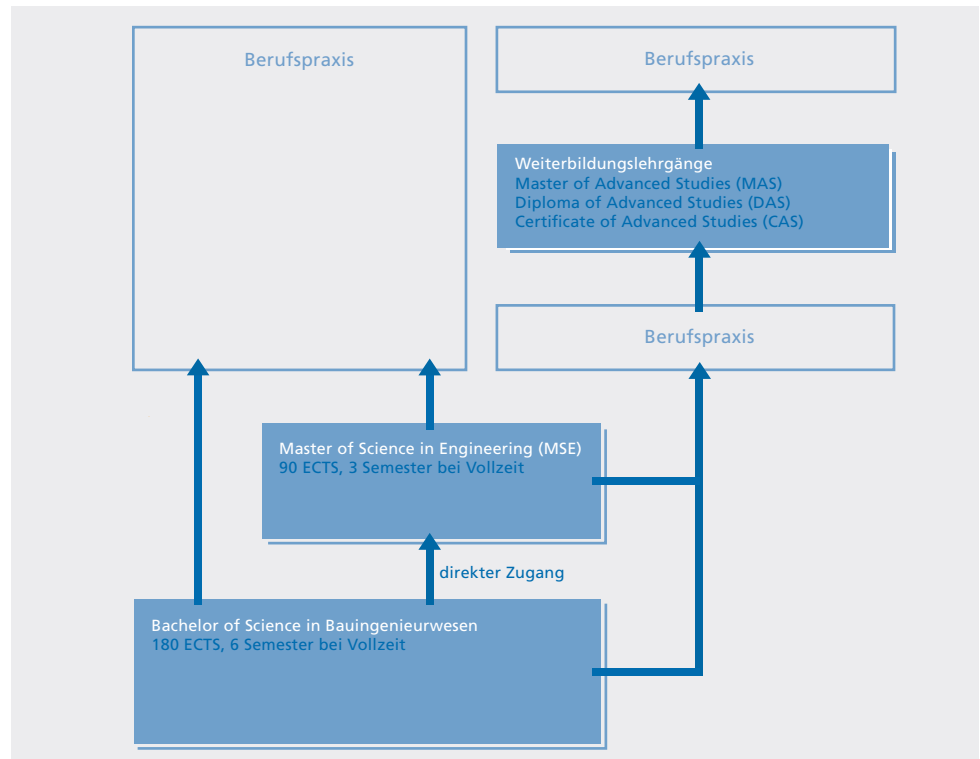 Berufspraxis
Berufspraxis
Weiterbildungslehrgänge
Master of Advanced Studies (MAS)
Diploma of Advanced Studies (DAS)
Certificate of Advanced Studies (CAS)
Berufspraxis
Master of Science in Engineering (MSE)
90 ECTS, 3 Semester bei Vollzeit
direkter Zugang
Bachelor of Science in Bauingenieurwesen
180 ECTS, 6 Semester bei Vollzeit